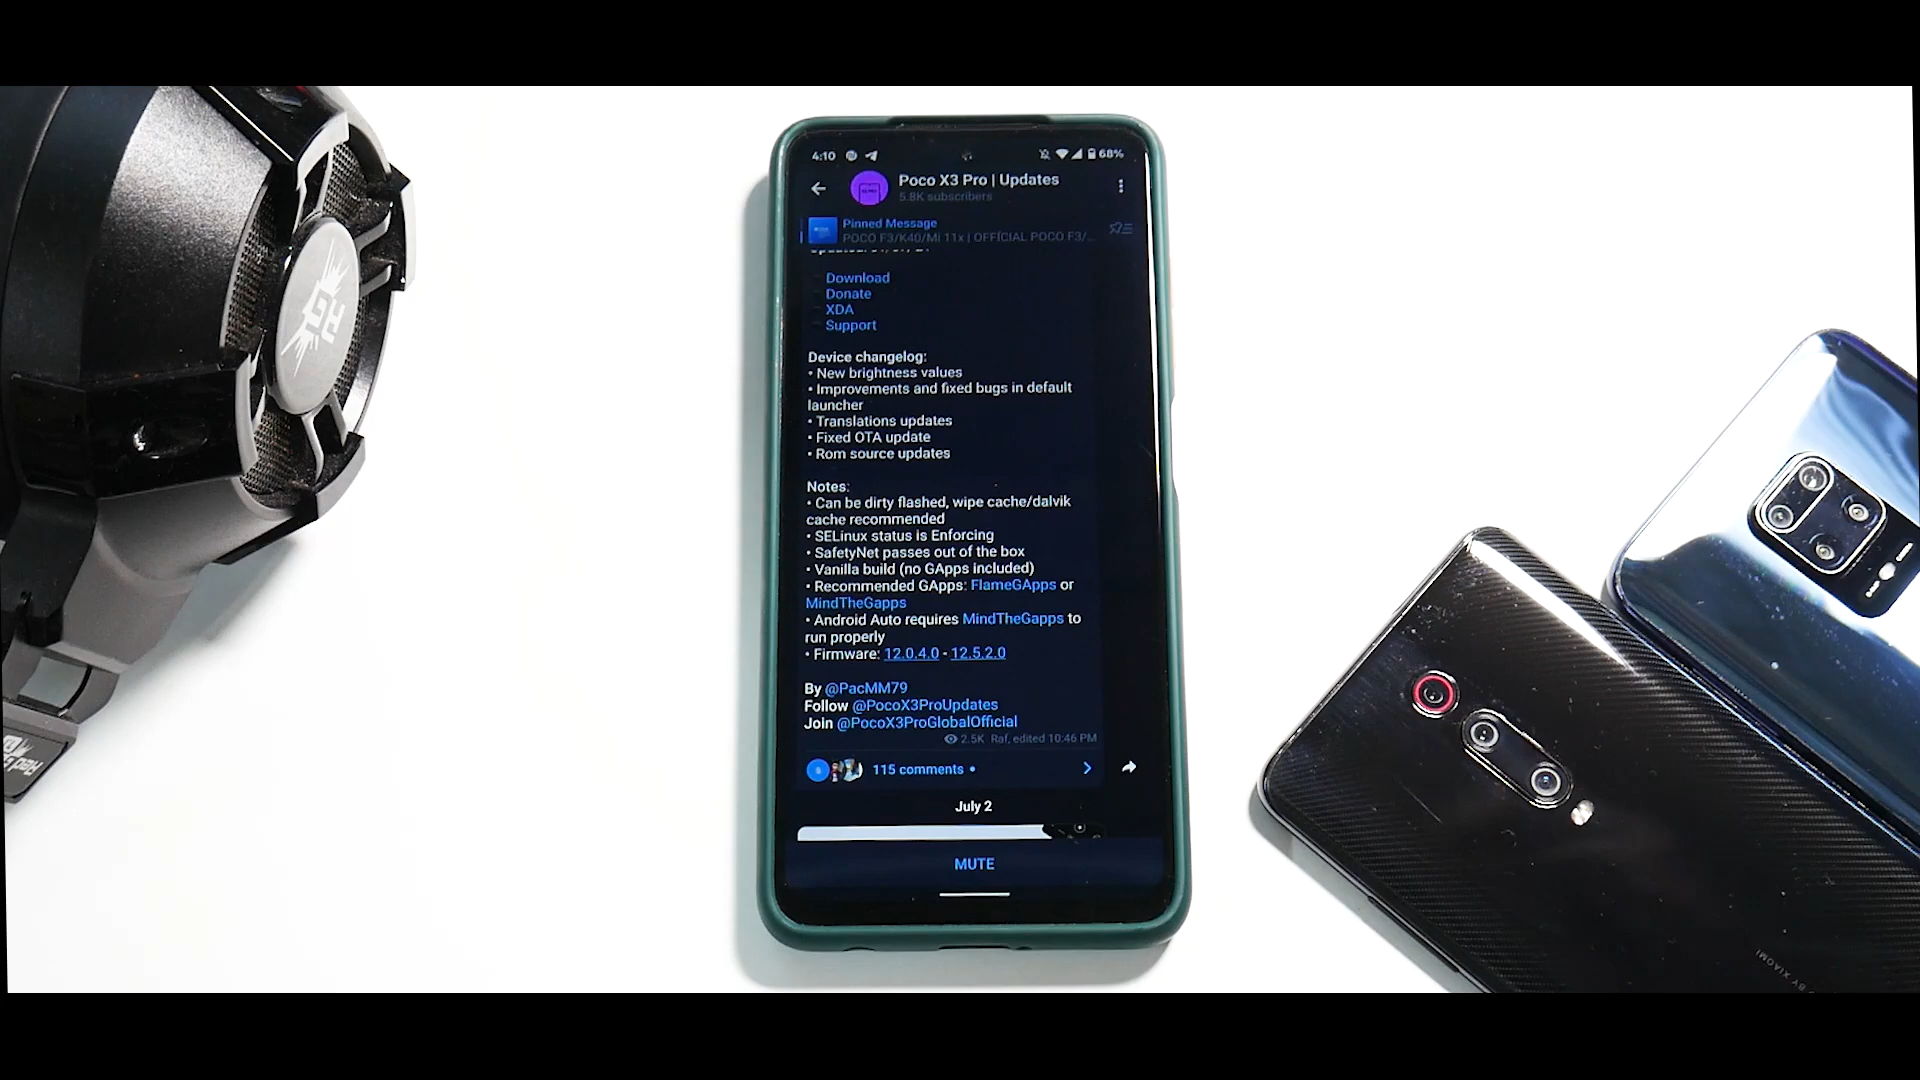 4:10
68%
Poco X3 Pro | Updates
5.8K subscribers
Pinned Message
POCO F3/K40/Mi 11x | OFFÍCIAL POCO F3/...
Download
Donate
XDA
Support
Device changelog:
• New brightness values
• Improvements and fixed bugs in default
launcher
• Translations updates
• Fixed OTA update
• Rom source updates
Notes:
• Can be dirty flashed, wipe cache/dalvik
cache recommended
• SELinux status is Enforcing
• SafetyNet passes out of the box
• Vanilla build (no GApps included)
• Recommended GApps: FlameGApps or
MindTheGapps
• Android Auto requires MindTheGapps to
run properly
• Firmware: 12.0.4.0 - 12.5.2.0
By @PacMM79
Follow @PocoX3ProUpdates
Join @PocoX3ProGlobalOfficial
2.5K Raf, edited 10:46 PM
115 comments •
July 2
MUTE
BY XIAOMI